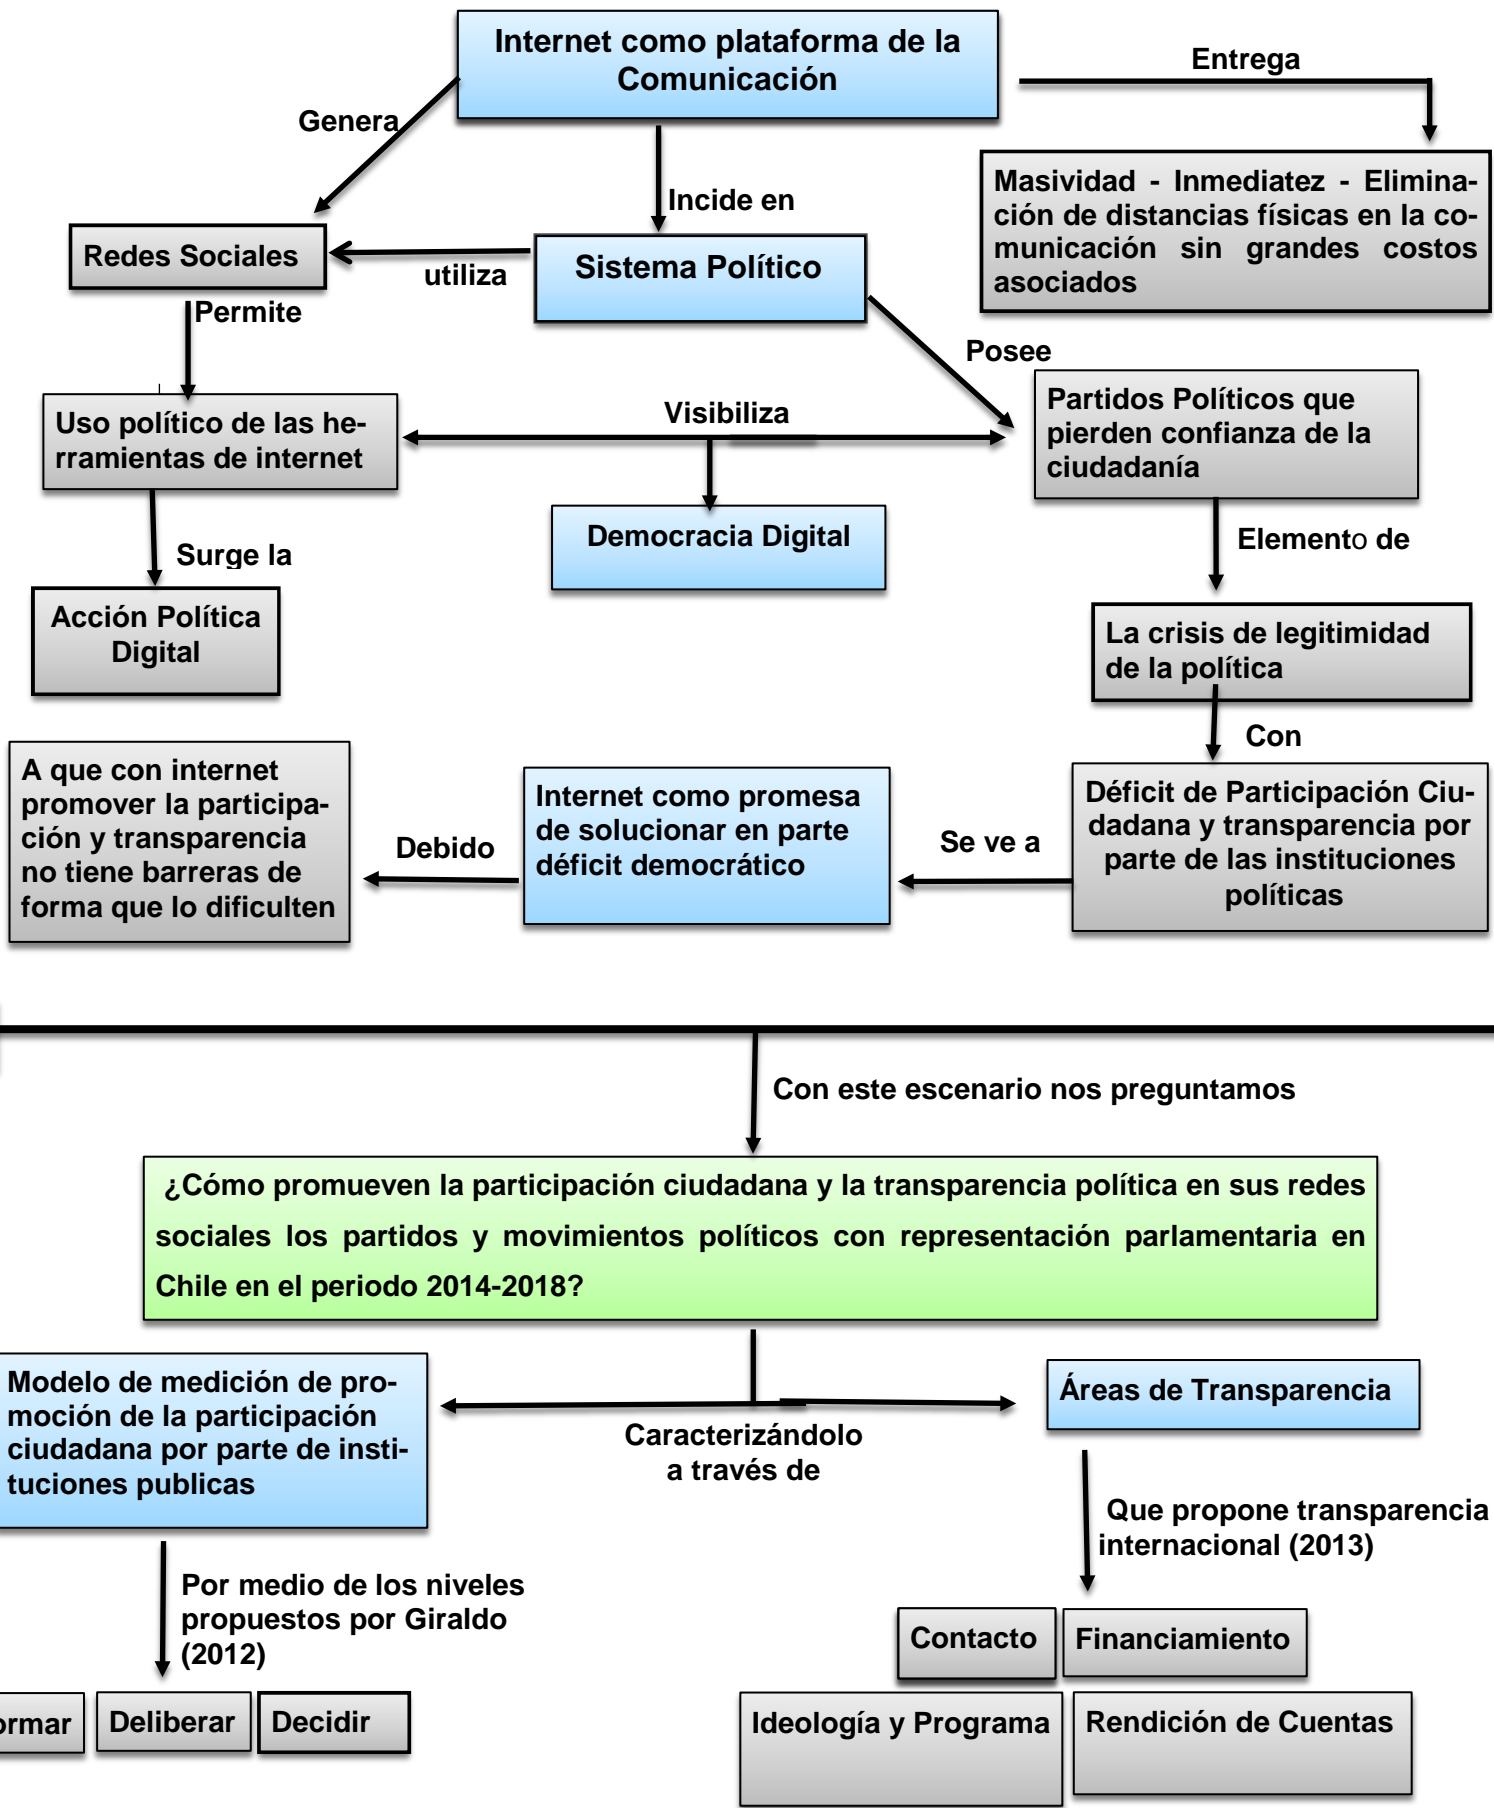 Internet como plataforma de la
Comunicación
Entrega
Genera
Masividad - Inmediatez - Elimina-
ción de distancias físicas en la co-
municación sin grandes costos
asociados
Incide en
Redes Sociales
utiliza
Sistema Político
Permite
Posee
Uso político de las he-
rramientas de internet
Visibiliza
Partidos Políticos que
pierden confianza de la
ciudadanía
Democracia Digital
Surge la
Elemento de
Acción Política
Digital
La crisis de legitimidad
de la política
Con
A que con internet
promover la participa-
ción y transparencia
no tiene barreras de
forma que lo dificulten
Debido
Internet como promesa
de solucionar en parte
déficit democrático
Se ve a
Déficit de Participación Ciu-
dadana y transparencia por
parte de las instituciones
políticas
Con este escenario nos preguntamos
¿Cómo promueven la participación ciudadana y la transparencia política en sus redes
sociales los partidos y movimientos políticos con representación parlamentaria en
Chile en el periodo 2014-2018?
Modelo de medición de pro-
moción de la participación
ciudadana por parte de insti-
tuciones publicas
Caracterizándolo
a través de
Áreas de Transparencia
Que propone transparencia
internacional (2013)
Por medio de los niveles
propuestos por Giraldo
(2012)
Contacto
Financiamiento
ormar
Deliberar
Decidir
Ideología y Programa
Rendición de Cuentas